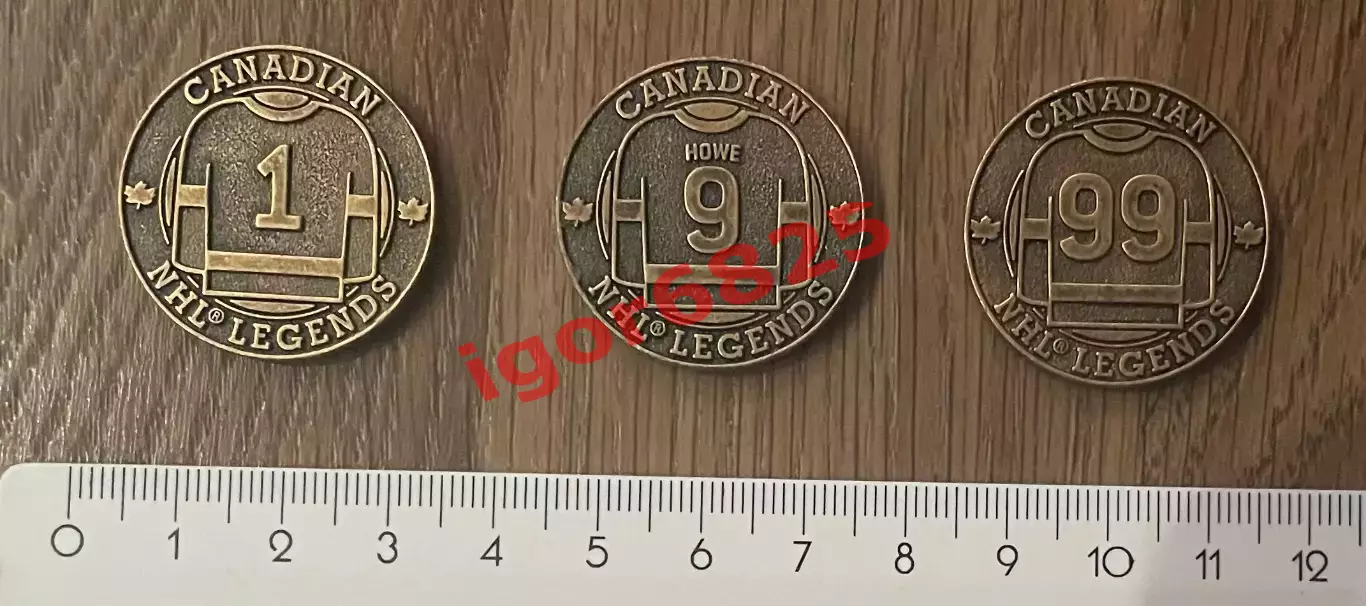 CANADIAN
1
NHL® LEGENDS
CANADIAN
HOWE
9
NHL® LEGENDS
CANADIAN
99
NHL® LEGENDS
igor6825
0 1 2 3 4 5 6 7 8 9 10 11 12